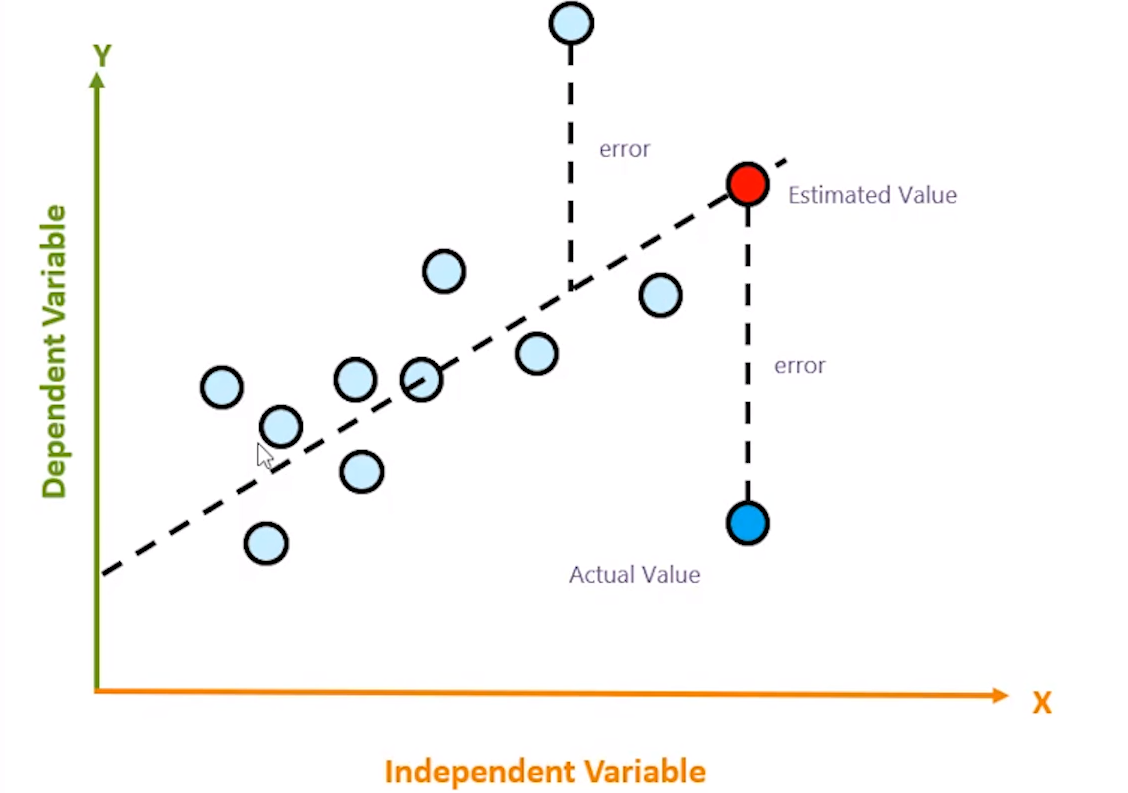 Y
error
Estimated Value
Dependent Variable
error
Actual Value
X
Independent Variable